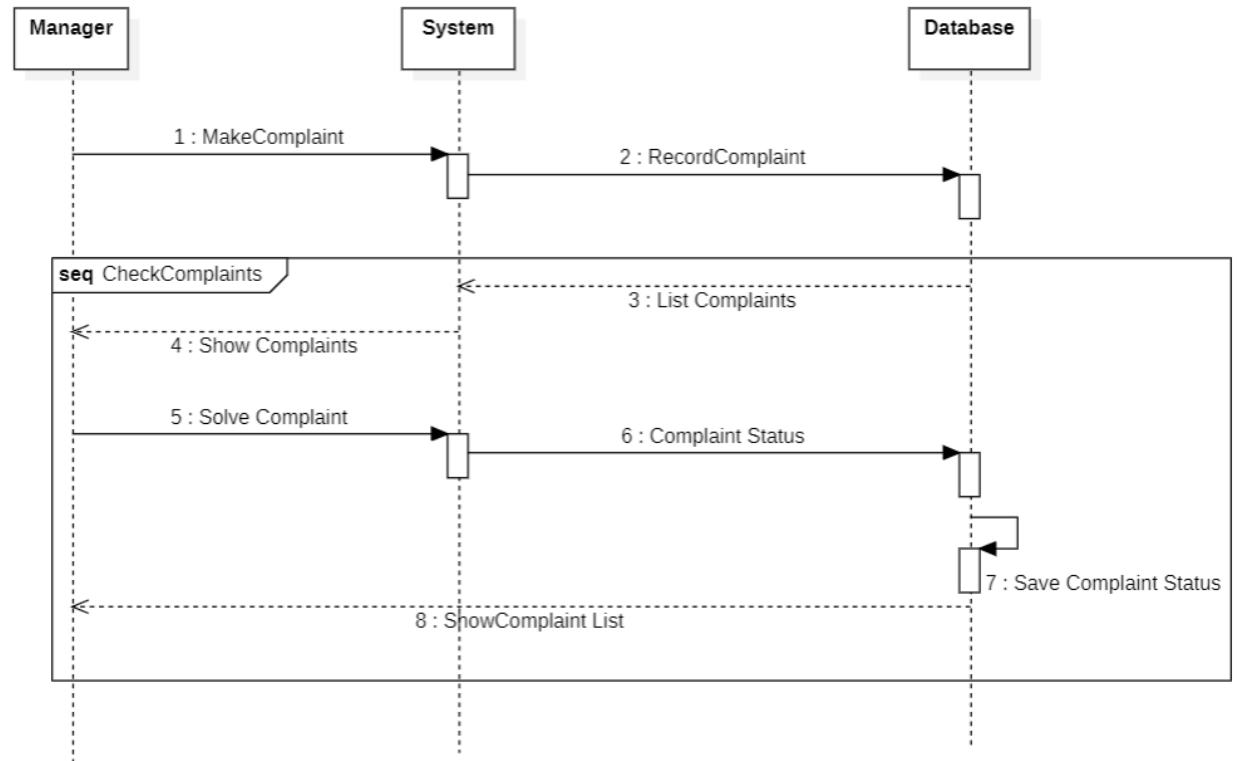 Manager
System
Database
1 : MakeComplaint
2 : RecordComplaint
seq CheckComplaints
3 : List Complaints
4 : Show Complaints
5 : Solve Complaint
6 : Complaint Status
7 : Save Complaint Status
8 : ShowComplaint List